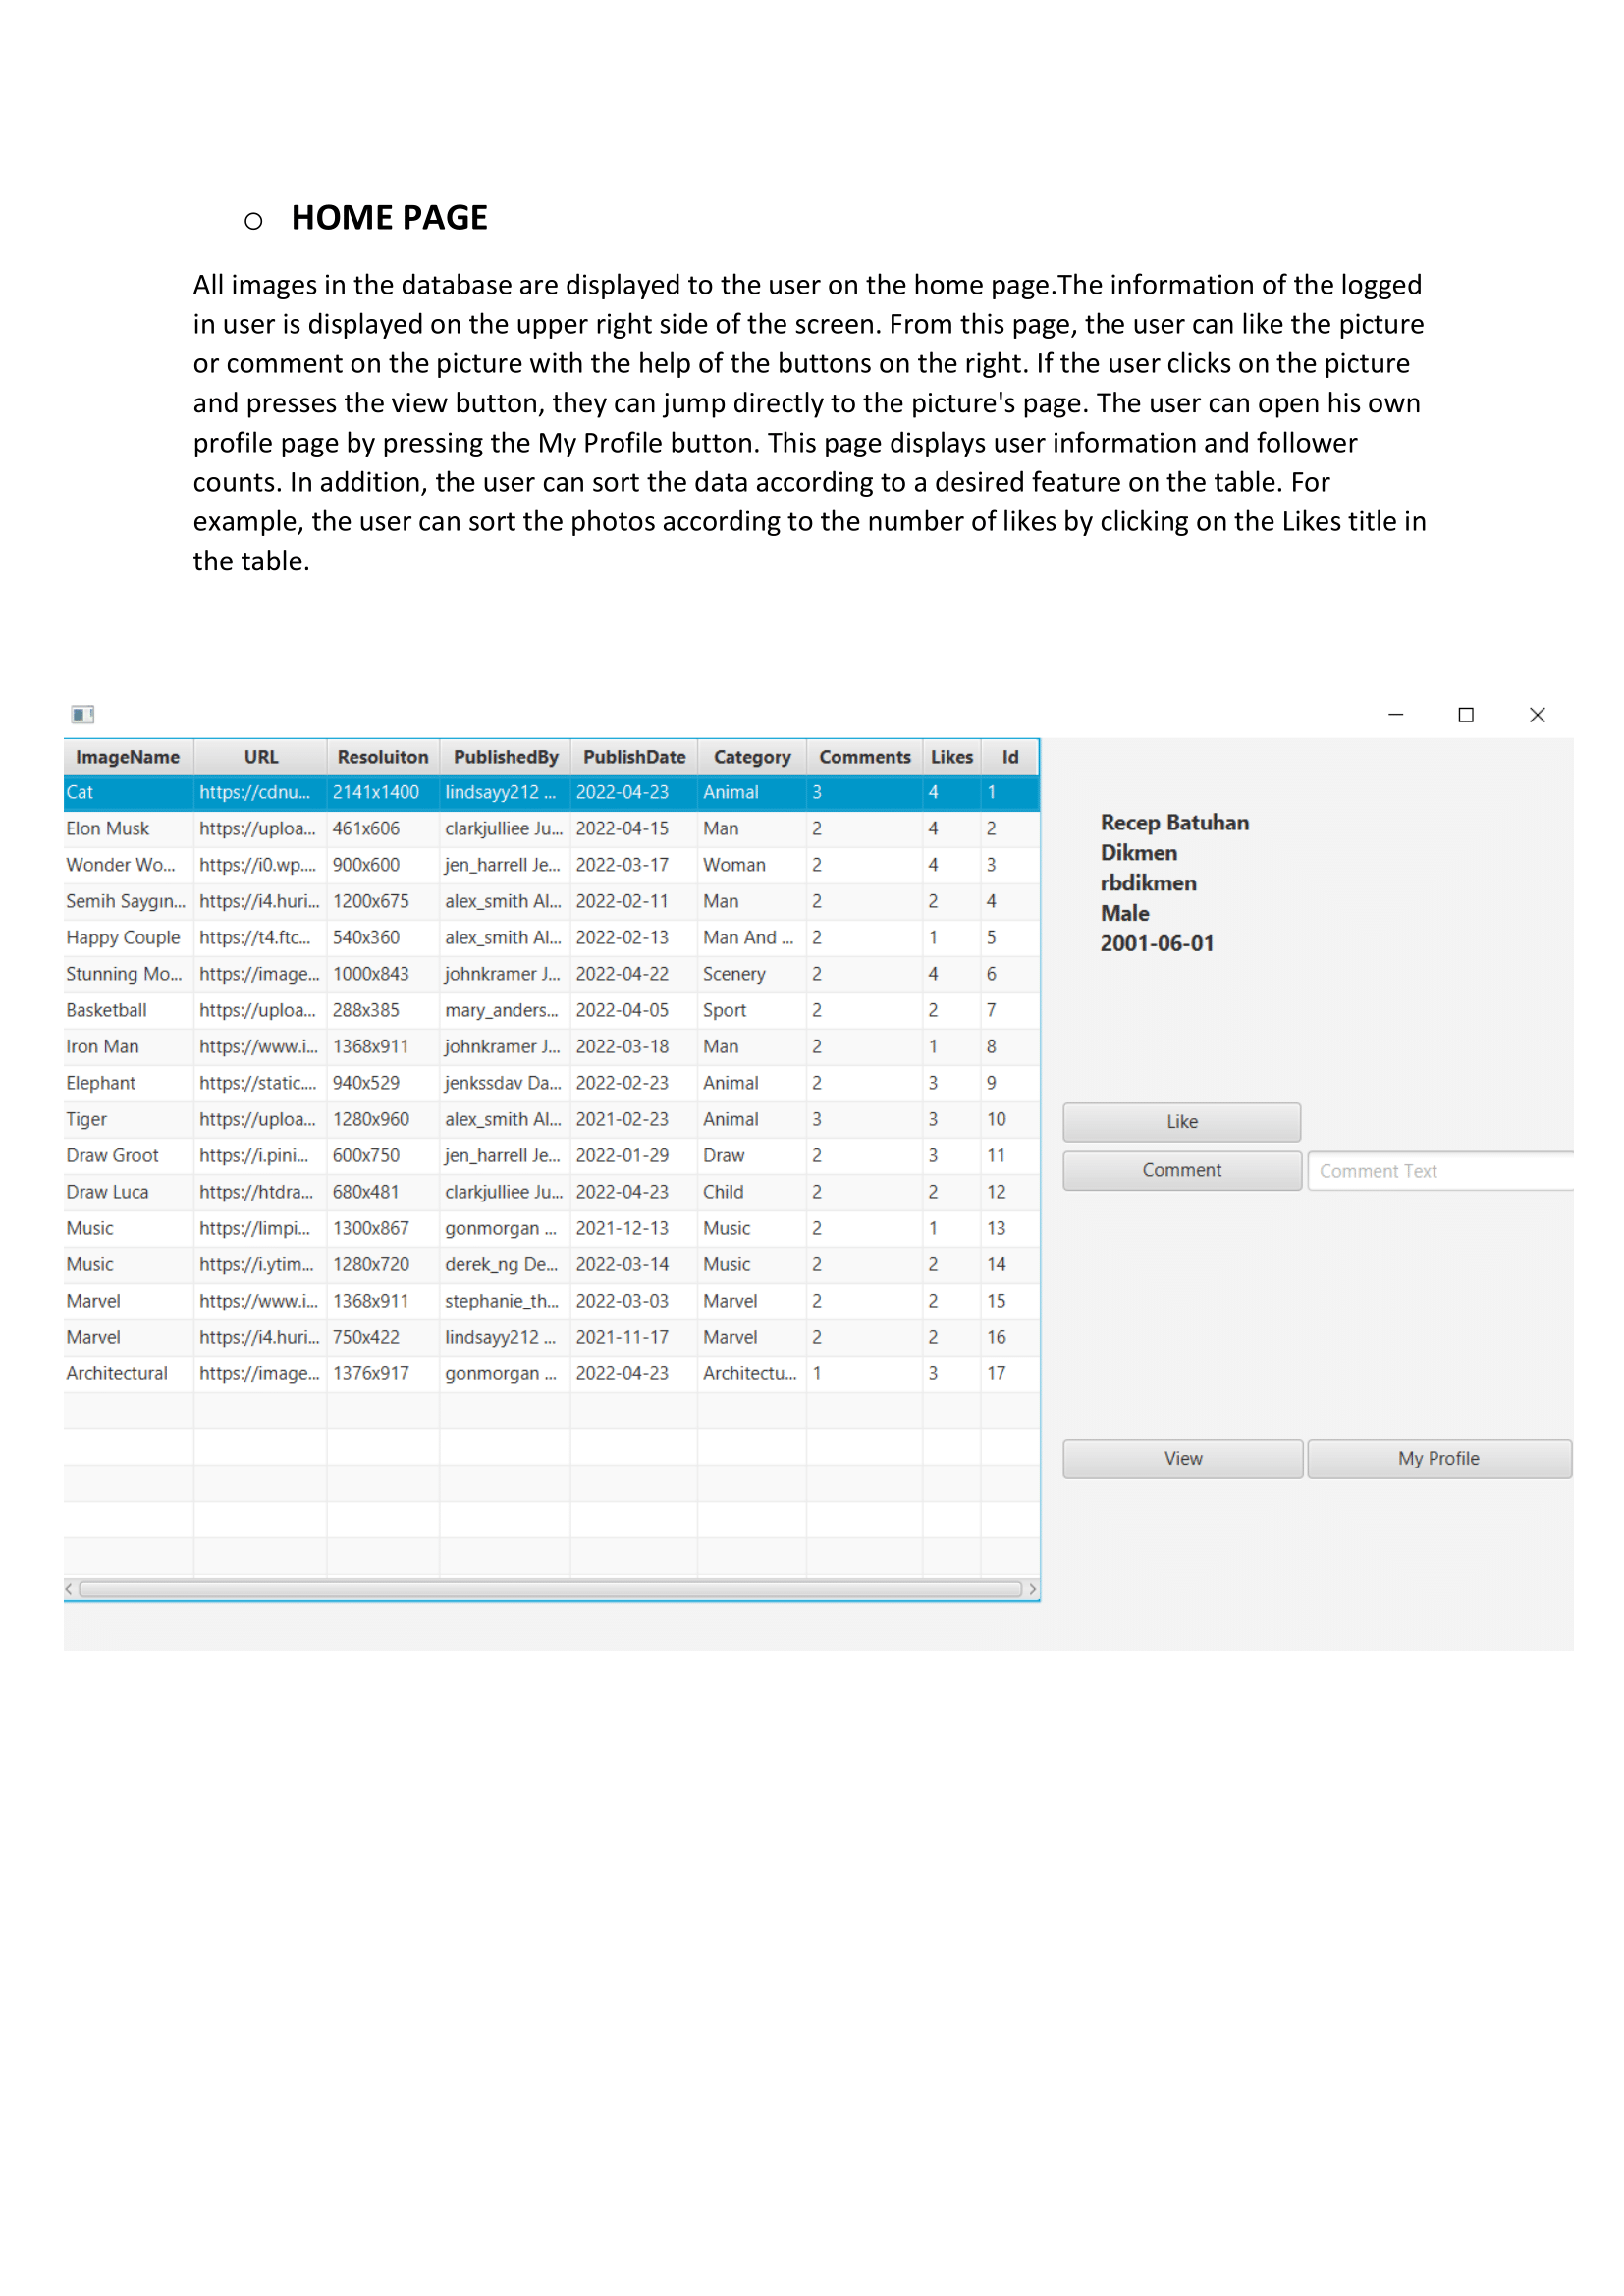 o HOME PAGE
All images in the database are displayed to the user on the home page.The information of the logged
in user is displayed on the upper right side of the screen. From this page, the user can like the picture
or comment on the picture with the help of the buttons on the right. If the user clicks on the picture
and presses the view button, they can jump directly to the picture's page. The user can open his own
profile page by pressing the My Profile button. This page displays user information and follower
counts. In addition, the user can sort the data according to a desired feature on the table. For
example, the user can sort the photos according to the number of likes by clicking on the Likes title in
the table.
ImageName URL Resoluiton PublishedBy PublishDate Category Comments Likes Id
Cat https://cdnu... 2141x1400 lindsayy212 ... 2022-04-23 Animal 3 4 1
Elon Musk https://uploa... 461x606 clarkjulliee Ju... 2022-04-15 Man 2 4 2
Wonder Wo... https://i0.wp.... 900x600 jen_harrell Je... 2022-03-17 Woman 2 4 3
Semih Saygın... https://i4.huri... 1200x675 alex_smith Al... 2022-02-11 Man 2 2 4
Happy Couple https://t4.ftc... 540x360 alex_smith Al... 2022-02-13 Man And ... 2 1 5
Stunning Mo... https://image... 1000x843 johnkramer J... 2022-04-22 Scenery 2 4 6
Basketball https://uploa... 288x385 mary_anders... 2022-04-05 Sport 2 2 7
Iron Man https://www.i... 1368x911 johnkramer J... 2022-03-18 Man 2 1 8
Elephant https://static.... 940x529 jenkssdav Da... 2022-02-23 Animal 2 3 9
Tiger https://uploa... 1280x960 alex_smith Al... 2021-02-23 Animal 3 3 10
Draw Groot https://i.pini... 600x750 jen_harrell Je... 2022-01-29 Draw 2 3 11
Draw Luca https://htdra... 680x481 clarkjulliee Ju... 2022-04-23 Child 2 2 12
Music https://limpi... 1300x867 gonmorgan ... 2021-12-13 Music 2 1 13
Music https://i.ytim... 1280x720 derek_ng De... 2022-03-14 Music 2 2 14
Marvel https://www.i... 1368x911 stephanie_th... 2022-03-03 Marvel 2 2 15
Marvel https://i4.huri... 750x422 lindsayy212 ... 2021-11-17 Marvel 2 2 16
Architectural https://image... 1376x917 gonmorgan ... 2022-04-23 Architectu... 1 3 17
Recep Batuhan
Dikmen
rbdikmen
Male
2001-06-01
Like
Comment Comment Text
View My Profile